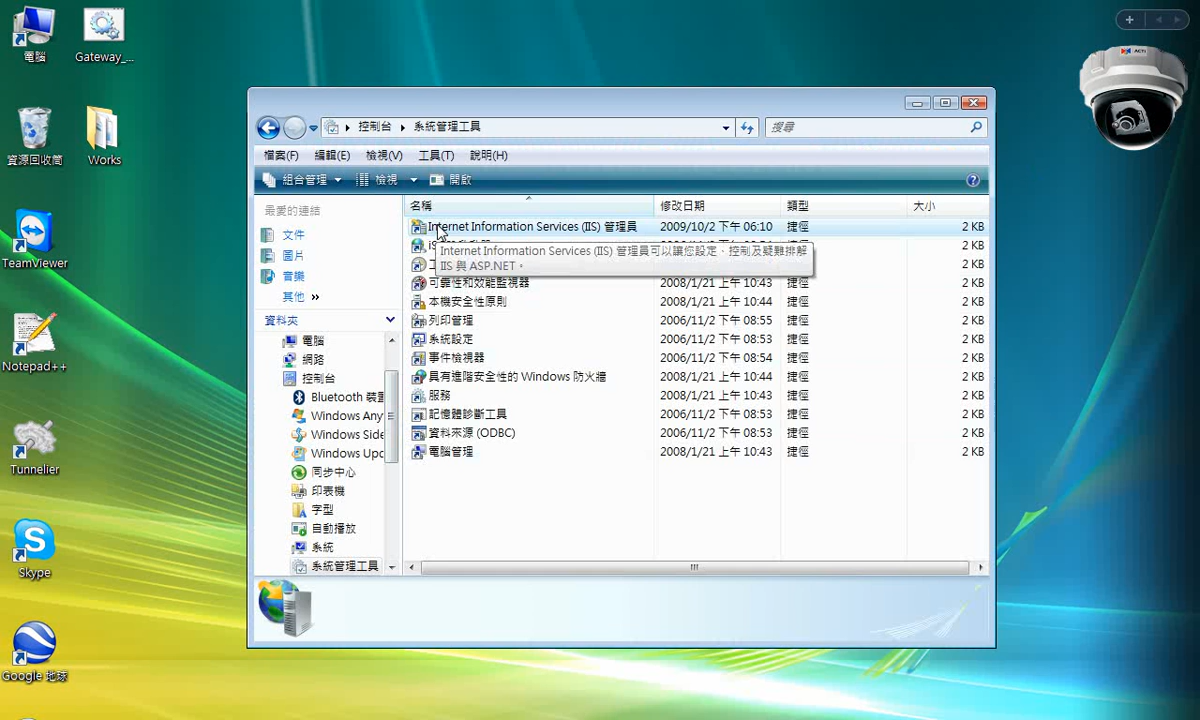 電腦
Gateway_...
資源回收筒
Works
TeamViewer
Notepad++
Tunnelier
Skype
Google 地球
ACTi
控制台
系統管理工具
搜尋
檔案(F)
編輯(E)
檢視(V)
工具(T)
說明(H)
組合管理
檢視
開啟
最愛的連結
文件
圖片
音樂
其他 »
資料夾
電腦
網路
控制台
Bluetooth 裝置
Windows Any
Windows Side
Windows Upd
同步中心
印表機
字型
自動播放
系統
系統管理工具
名稱 修改日期 類型 大小
Internet Information Services (IIS) 管理員 2009/10/2 下午 06:10 捷徑 2 KB
2 KB
Internet Information Services (IIS) 管理員可以讓您設定、控制及疑難排解
IIS 與 ASP.NET。
2 KB
可靠性和效能監視器 2008/1/21 上午 10:43 捷徑 2 KB
本機安全性原則 2008/1/21 上午 10:44 捷徑 2 KB
列印管理 2006/11/2 下午 08:55 捷徑 2 KB
系統設定 2006/11/2 下午 08:53 捷徑 2 KB
事件檢視器 2006/11/2 下午 08:54 捷徑 2 KB
具有進階安全性的 Windows 防火牆 2008/1/21 上午 10:44 捷徑 2 KB
服務 2008/1/21 上午 10:43 捷徑 2 KB
記憶體診斷工具 2006/11/2 下午 08:53 捷徑 2 KB
資料來源 (ODBC) 2006/11/2 下午 08:53 捷徑 2 KB
電腦管理 2008/1/21 上午 10:43 捷徑 2 KB